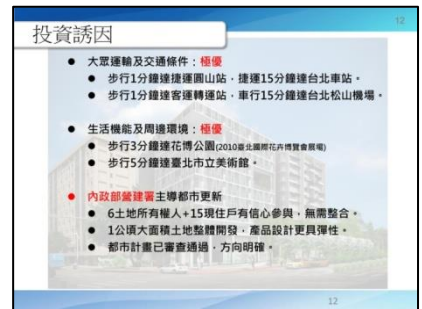 12
投資誘因
● 大眾運輸及交通條件：極優
● 步行1分鐘達捷運圓山站，捷運15分鐘達台北車站。
● 步行1分鐘達客運轉運站，車行15分鐘達台北松山機場。
● 生活機能及周邊環境：極優
● 步行3分鐘達花博公園(2010臺北國際花卉博覽會展場)
● 步行5分鐘達臺北市立美術館。
● 內政部營建署主導都市更新
● 6土地所有權人+15現住戶有信心參與，無需整合。
● 1公頃大面積土地整體開發，產品設計更具彈性。
● 都市計畫已審查通過，方向明確。
12